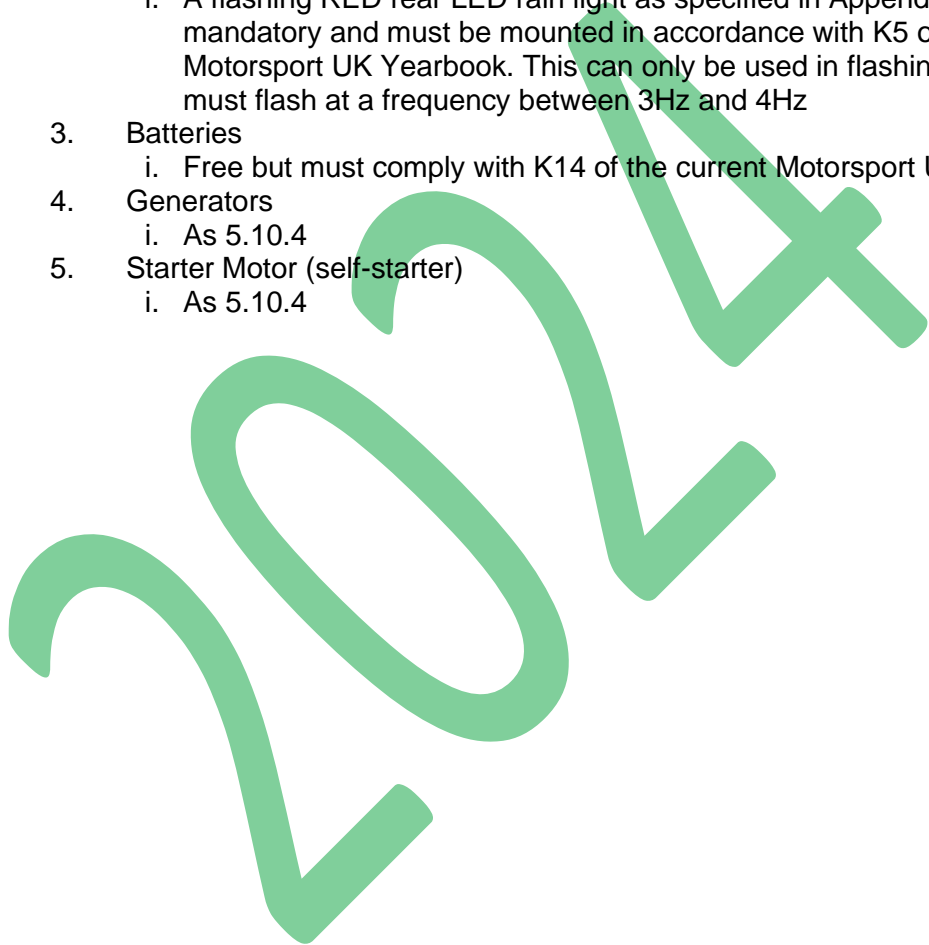 i. A flashing RED rear LED rain light as specified in
mandatory and must be mounted in accordance with K5
Motorsport UK Yearbook. This can only be used in
must flash at a frequency between 3Hz and 4Hz
3. Batteries
i. Free but must comply with K14 of the current Motorsport
4. Generators
i. As 5.10.4
5. Starter Motor (self-starter)
i. As 5.10.4
2024